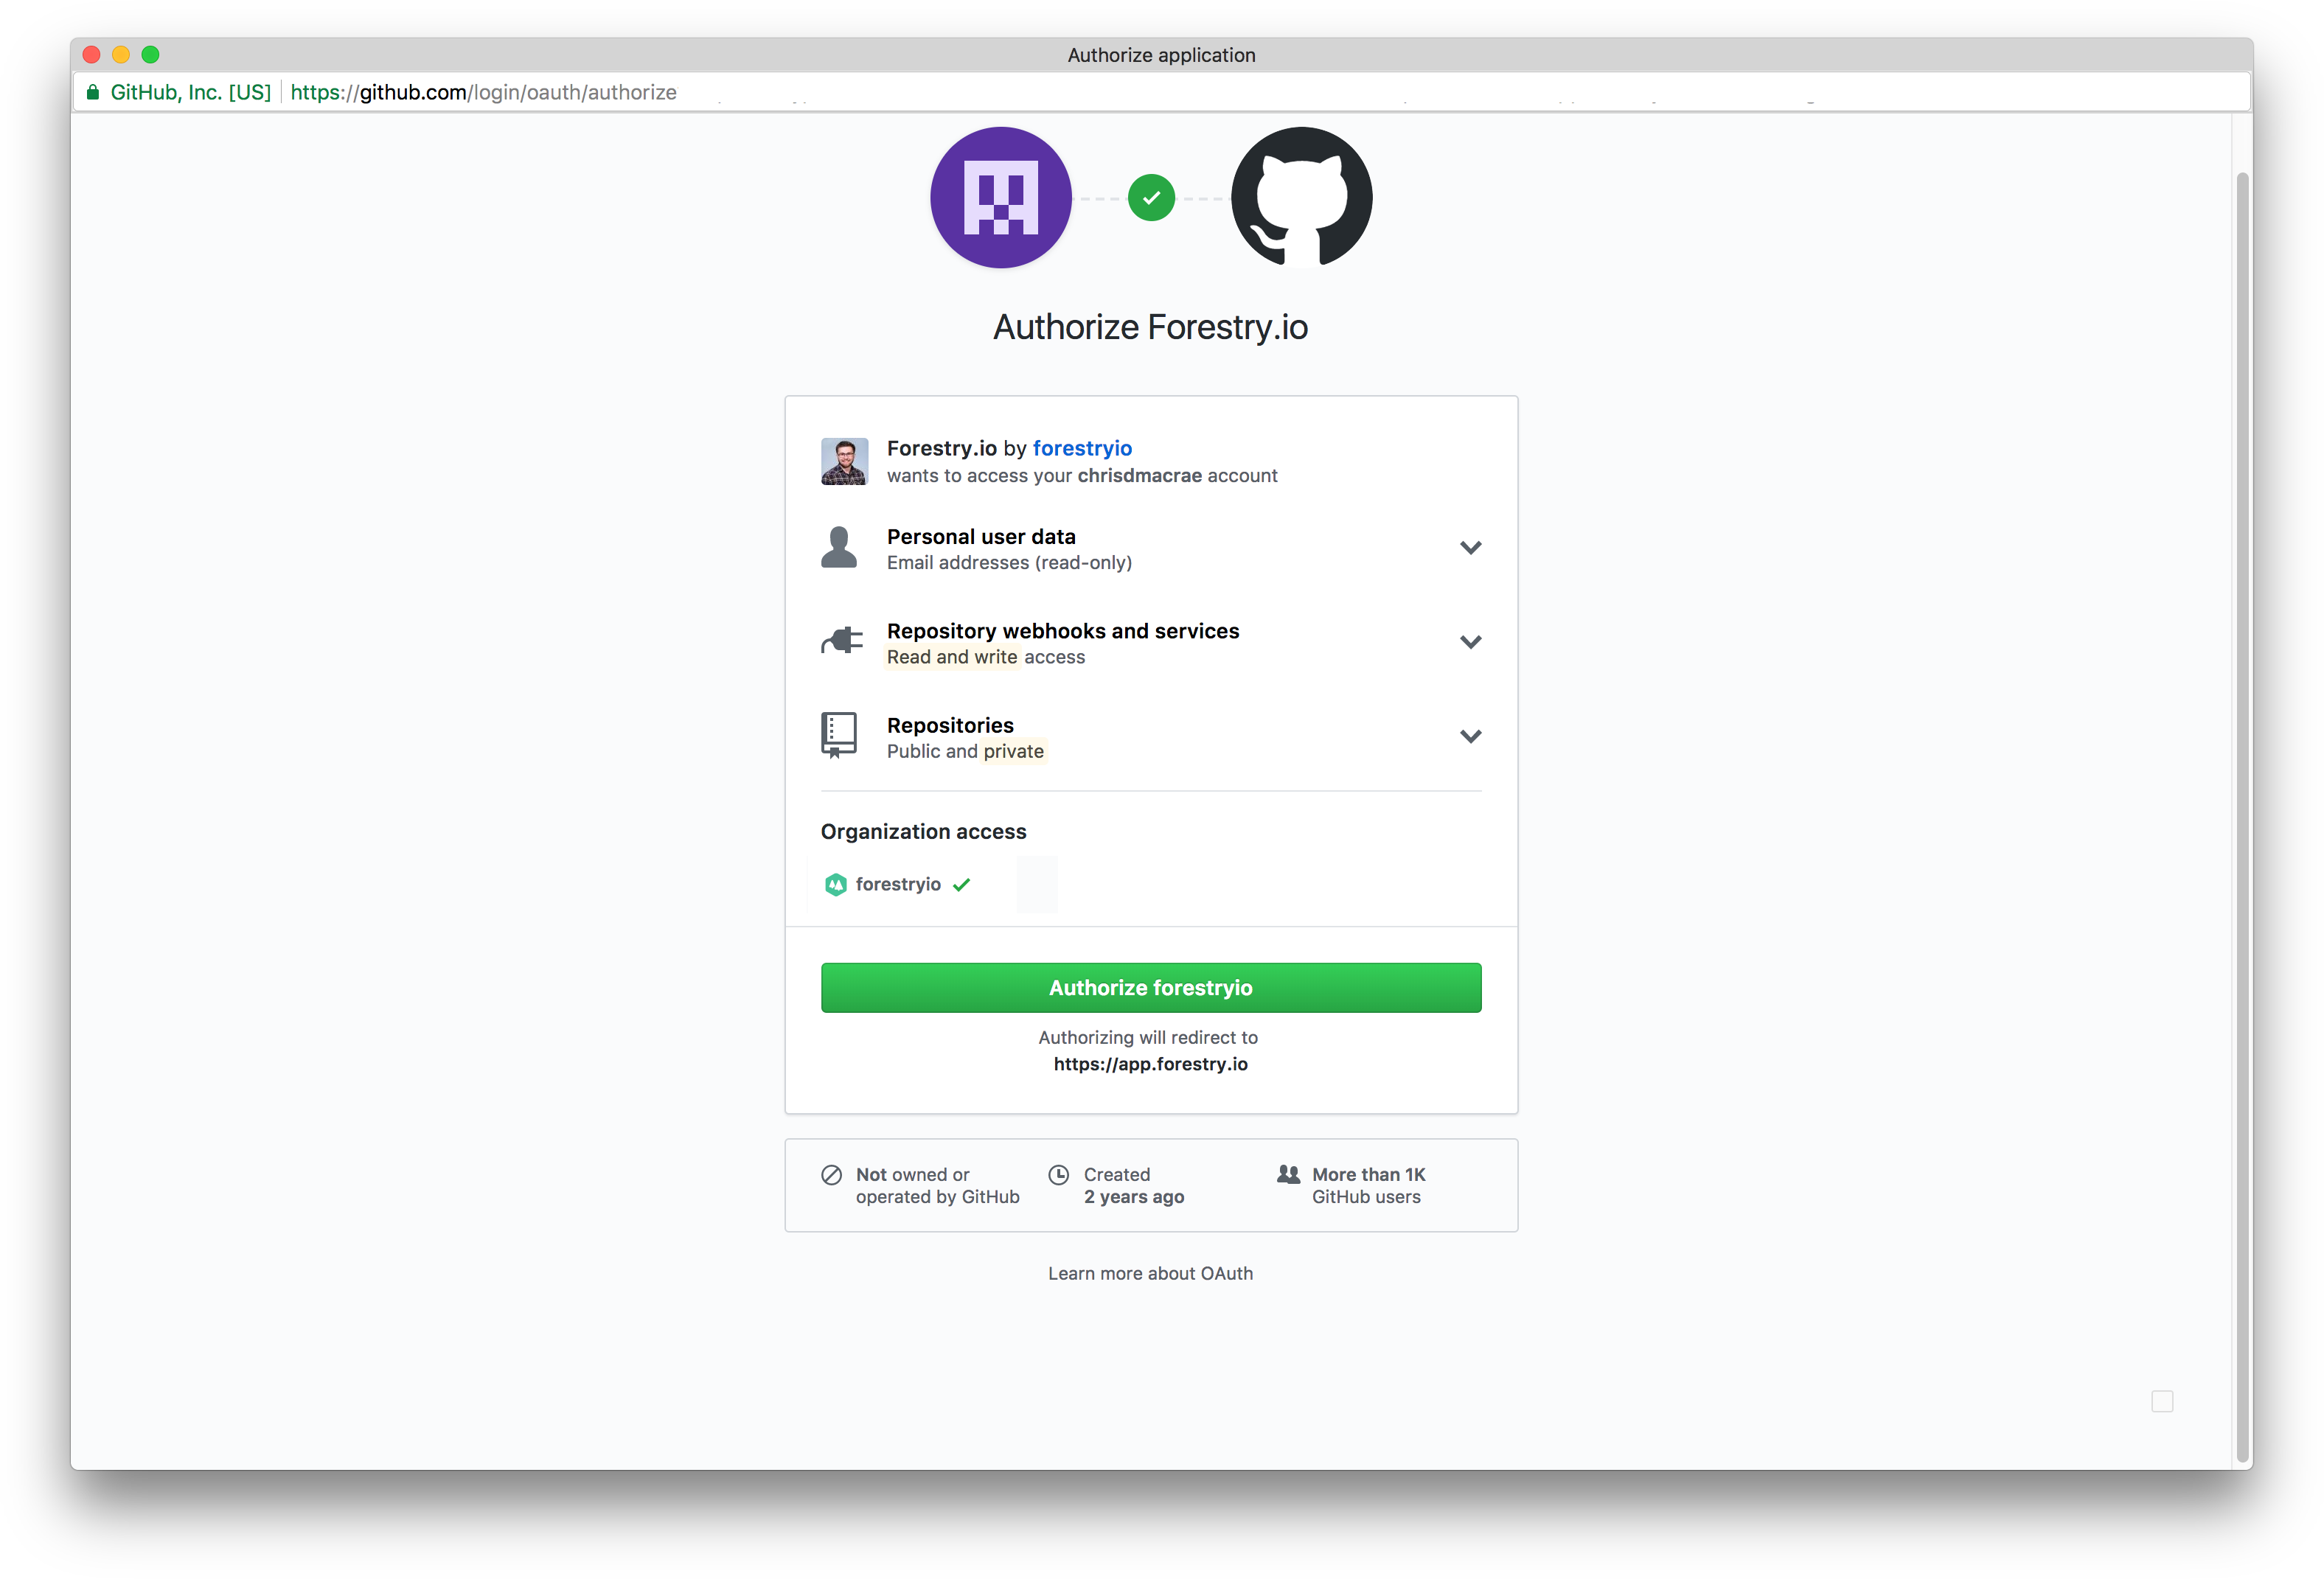 Authorize application
GitHub, Inc. [US] https://github.com/login/oauth/authorize
Authorize Forestry.io
Forestry.io by forestryio
wants to access your chrisdmacrae account
Personal user data
Email addresses (read-only)
Repository webhooks and services
Read and write access
Repositories
Public and private
Organization access
forestryio
Authorize forestryio
Authorizing will redirect to
https://app.forestry.io
Not owned or
operated by GitHub
Created
2 years ago
More than 1K
GitHub users
Learn more about OAuth